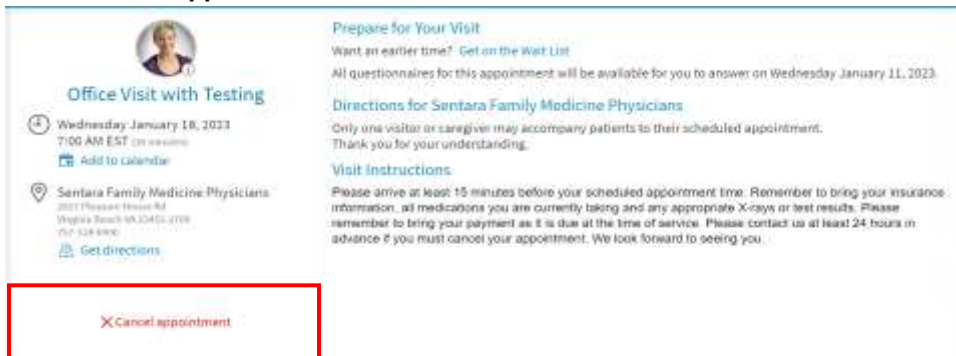 Office Visit with Testing
Wednesday January 18, 2023
7:00 AM EST
Add to calendar
Sentara Family Medicine Physicians
Get directions
Cancel appointment
Prepare for Your Visit
Want an earlier time? Get on the Wait List
All questionnaires for this appointment will be available for you to answer on Wednesday January 11, 2023.
Directions for Sentara Family Medicine Physicians
Only one visitor or caregiver may accompany patients to their scheduled appointment.
Thank you for your understanding.
Visit Instructions
Please arrive at least 15 minutes before your scheduled appointment time. Remember to bring your insurance
information, all medications you are currently taking and any appropriate X-rays or test results. Please
remember to bring your payment as it is due at the time of service. Please contact us at least 24 hours in
advance if you must cancel your appointment. We look forward to seeing you.